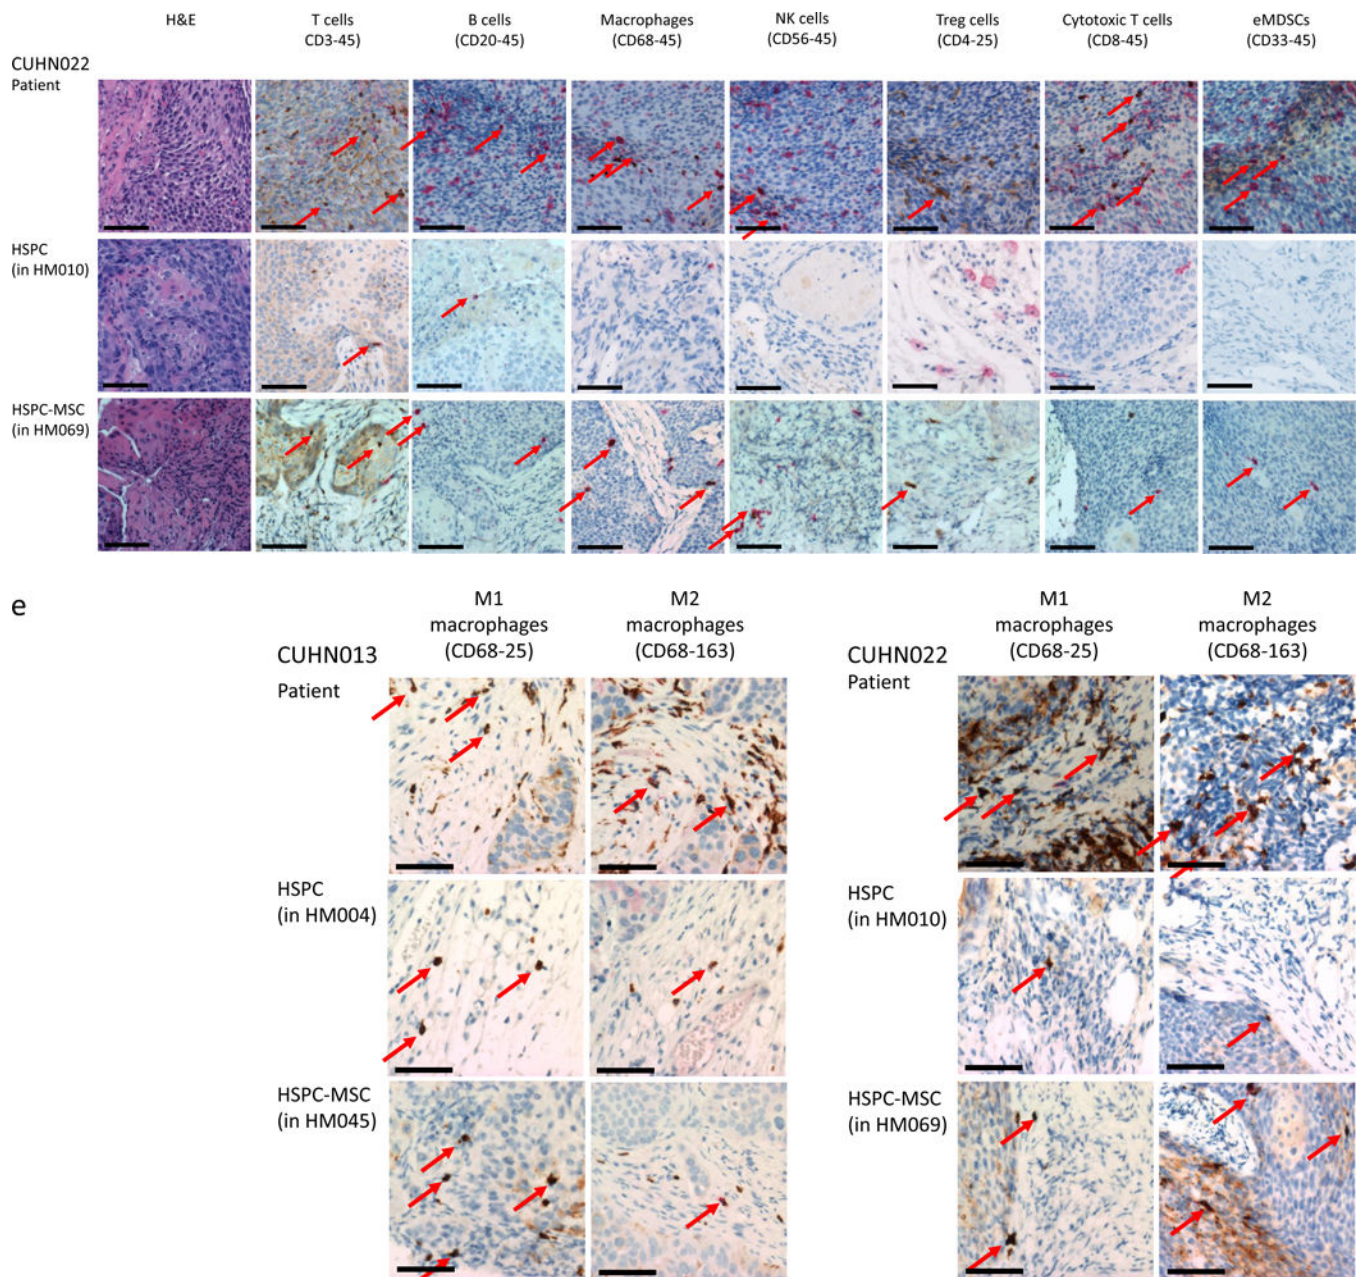 H&E
T cells
CD3-45)
B cells
(CD20-45)
Macrophages
(CD68-45)
NK cells
(CD56-45)
Treg cells
(CD4-25)
Cytotoxic T cells
(CD8-45)
eMDSCs
(CD33-45)
CUHN022
Patient
HSPC
(in HM010)
HSPC-MSC
(in HM069)
e
M1
macrophages
(CD68-25)
M2
macrophages
(CD68-163)
CUHN013
Patient
HSPC
(in HM004)
HSPC-MSC
(in HM045)
M1
macrophages
(CD68-25)
M2
macrophages
(CD68-163)
CUHN022
Patient
HSPC
(in HM010)
HSPC-MSC
(in HM069)